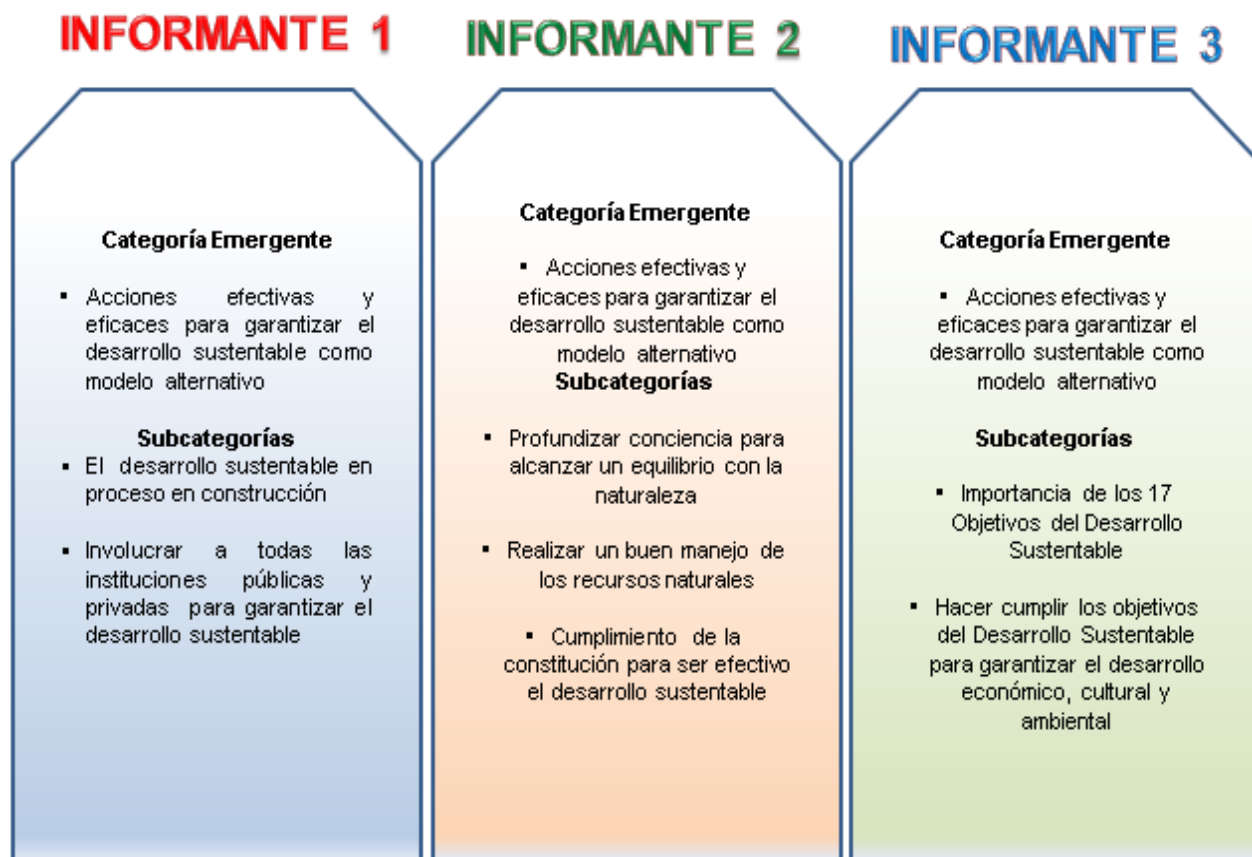 INFORMANTE 1
Categoría Emergente
▪ Acciones efectivas y
eficaces para garantizar el
desarrollo sustentable como
modelo alternativo
Subcategorías
▪ El desarrollo sustentable en
proceso en construcción
▪ Involucrar a todas las
instituciones públicas y
privadas para garantizar el
desarrollo sustentable
INFORMANTE 2
Categoría Emergente
▪ Acciones efectivas y
eficaces para garantizar el
desarrollo sustentable como
modelo alternativo
Subcategorías
▪ Profundizar conciencia para
alcanzar un equilibrio con la
naturaleza
▪ Realizar un buen manejo de
los recursos naturales
▪ Cumplimiento de la
constitución para ser efectivo
el desarrollo sustentable
INFORMANTE 3
Categoría Emergente
▪ Acciones efectivas y
eficaces para garantizar el
desarrollo sustentable como
modelo alternativo
Subcategorías
▪ Importancia de los 17
Objetivos del Desarrollo
Sustentable
▪ Hacer cumplir los objetivos
del Desarrollo Sustentable
para garantizar el desarrollo
económico, cultural y
ambiental